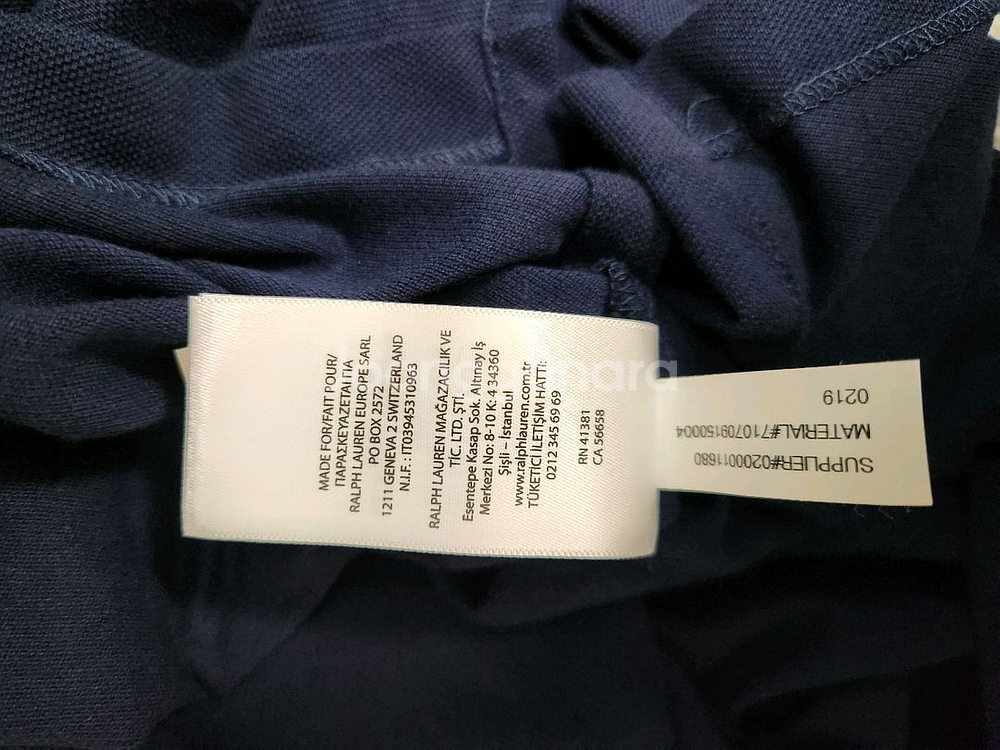 MADE FOR/FAIT POUR/
ΠΑΡΑΣΚΕΥΑΖΕΤΑΙ ΓΙΑ
RALPH LAUREN EUROPE SARL
PO BOX 2572
1211 GENEVA 2 SWITZERLAND
N.I.F. :IT03945310963
RALPH LAUREN MAĞAZACILIK VE
TİC. LTD. ŞTİ.
Esentepe Kasap Sok. Altınay İş
Merkezi No: 8-10 K: 4 34360
Şişli – İstanbul
www.ralphlauren.com.tr
TÜKETİCİ İLETİŞİM HATTI:
0212 345 69 69
RN 41381
CA 56658
SUPPLIER#0200011680
MATERIAL#710709150004
0219